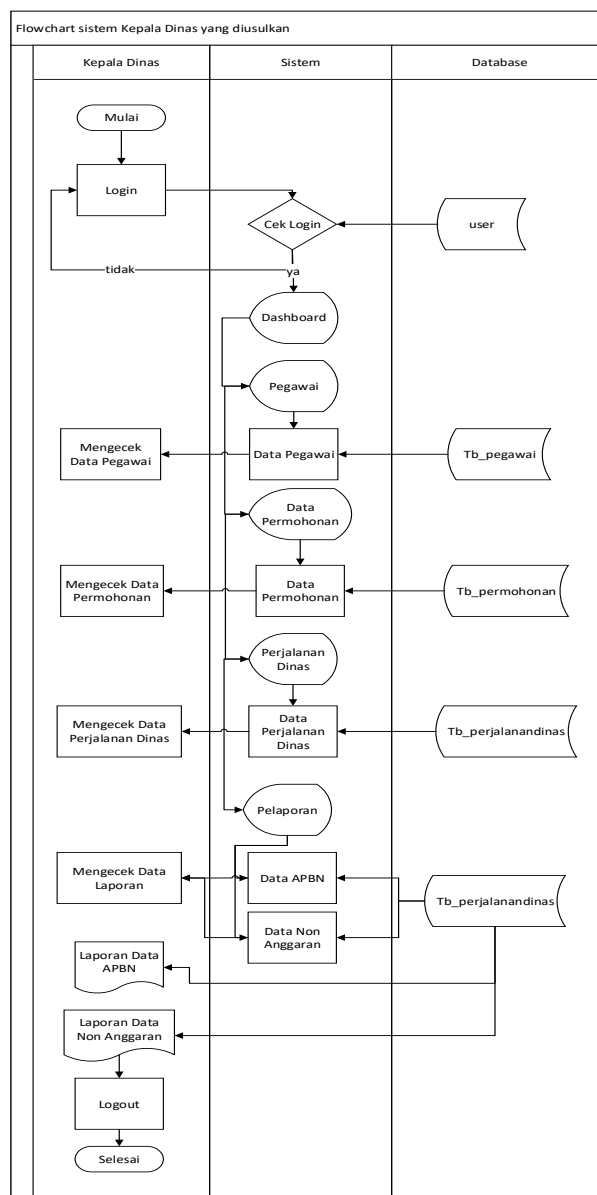 Flowchart sistem Kepala Dinas yang diusulkan
Kepala Dinas
Sistem
Database
Mulai
Login
Cek Login
user
tidak
ya
Dashboard
Pegawai
Mengecek
Data Pegawai
Data Pegawai
Tb_pegawai
Data
Permohonan
Mengecek Data
Permohonan
Data
Permohonan
Tb_permohonan
Perjalanan
Dinas
Mengecek Data
Perjalanan Dinas
Data
Perjalanan
Dinas
Tb_perjalanandinas
Pelaporan
Mengecek Data
Laporan
Data APBN
Tb_perjalanandinas
Data Non
Anggaran
Laporan Data
APBN
Laporan Data
Non Anggaran
Logout
Selesai